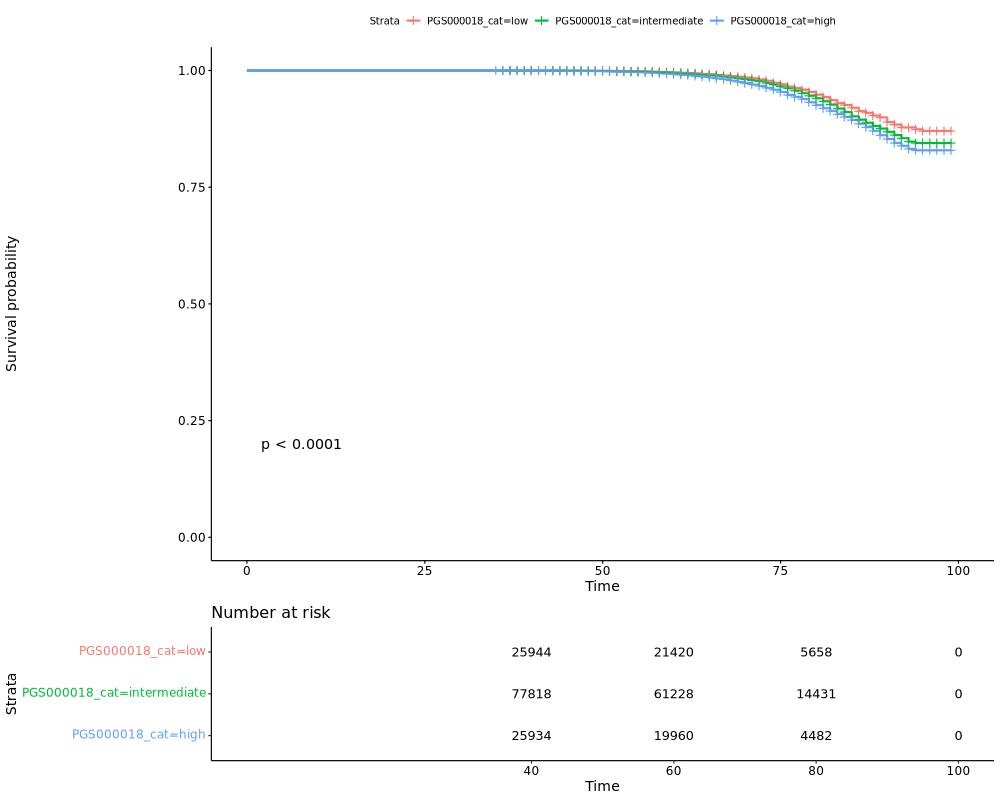 Strata PGS000018_cat=low PGS000018_cat=intermediate PGS000018_cat=high
Survival probability
1.00
0.75
0.50
0.25
0.00
p < 0.0001
0 25 50 75 100
Time
Number at risk
Strata
PGS000018_cat=low 25944 21420 5658 0
PGS000018_cat=intermediate 77818 61228 14431 0
PGS000018_cat=high 25934 19960 4482 0
40 60 80 100
Time